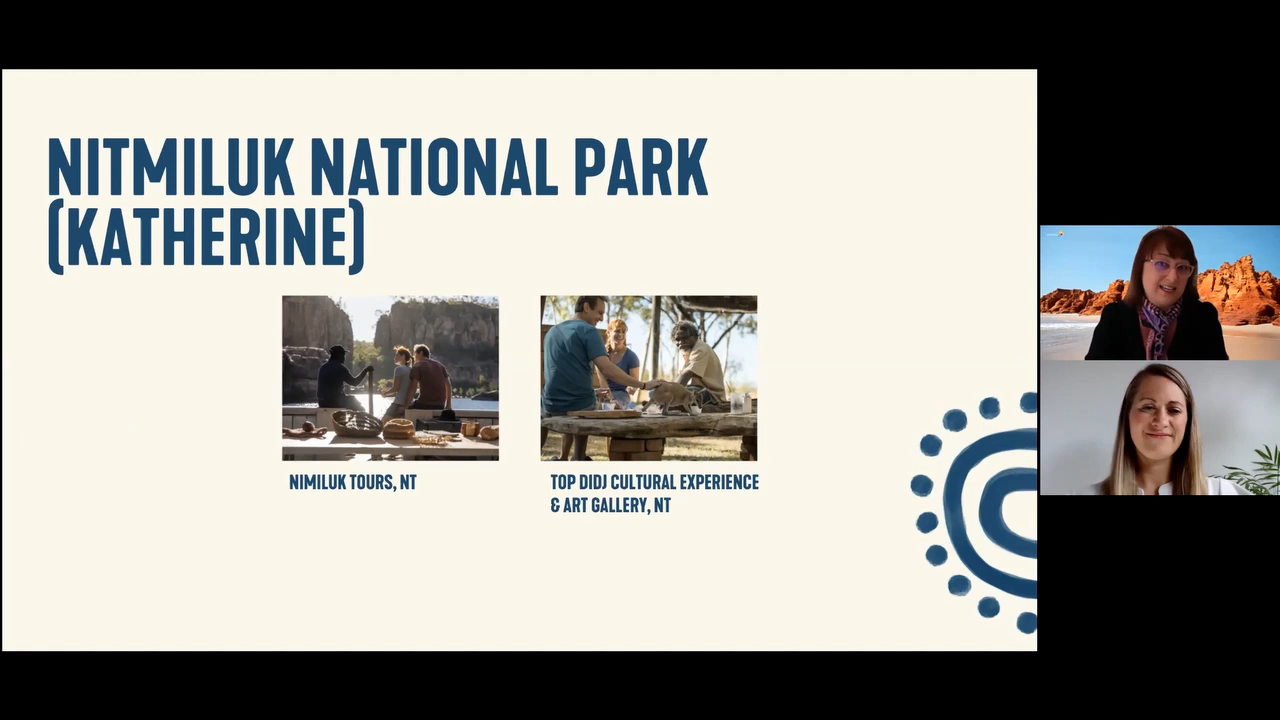 NITMILUK NATIONAL PARK
(KATHERINE)
NIMILUK TOURS, NT
TOP DIDJ CULTURAL EXPERIENCE
& ART GALLERY, NT